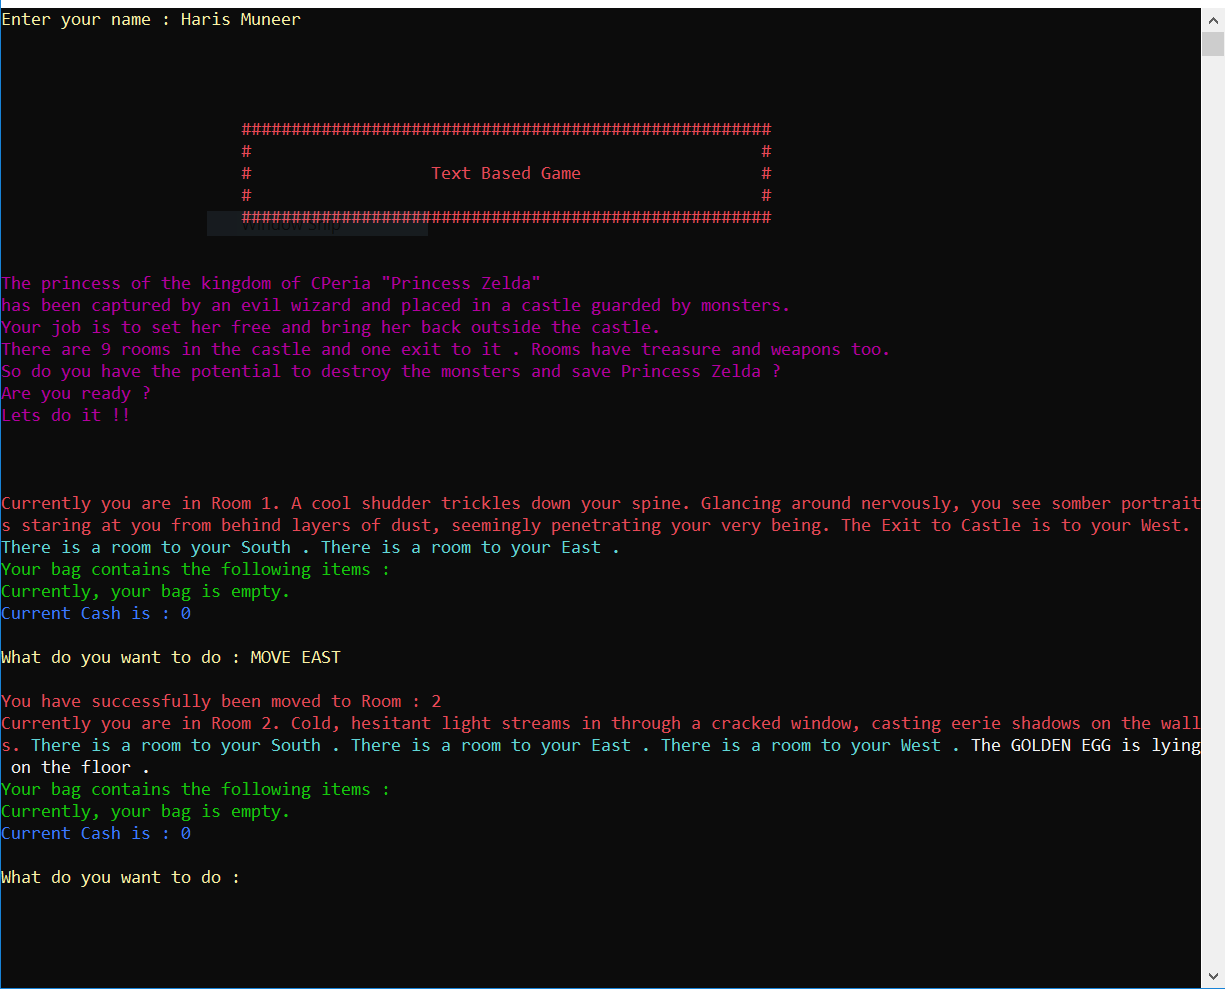 Enter your name : Haris Muneer
#####################################################
#                                                   #
#                  Text Based Game                  #
#                                                   #
#####################################################
Window Snip
The princess of the kingdom of CPeria "Princess Zelda"
has been captured by an evil wizard and placed in a castle guarded by monsters.
Your job is to set her free and bring her back outside the castle.
There are 9 rooms in the castle and one exit to it . Rooms have treasure and weapons too.
So do you have the potential to destroy the monsters and save Princess Zelda ?
Are you ready ?
Lets do it !!
Currently you are in Room 1. A cool shudder trickles down your spine. Glancing around nervously, you see somber portrait
s staring at you from behind layers of dust, seemingly penetrating your very being. The Exit to Castle is to your West.
There is a room to your South . There is a room to your East .
Your bag contains the following items :
Currently, your bag is empty.
Current Cash is : 0
What do you want to do : MOVE EAST
You have successfully been moved to Room : 2
Currently you are in Room 2. Cold, hesitant light streams in through a cracked window, casting eerie shadows on the wall
s. There is a room to your South . There is a room to your East . There is a room to your West . The GOLDEN EGG is lying
 on the floor .
Your bag contains the following items :
Currently, your bag is empty.
Current Cash is : 0
What do you want to do :